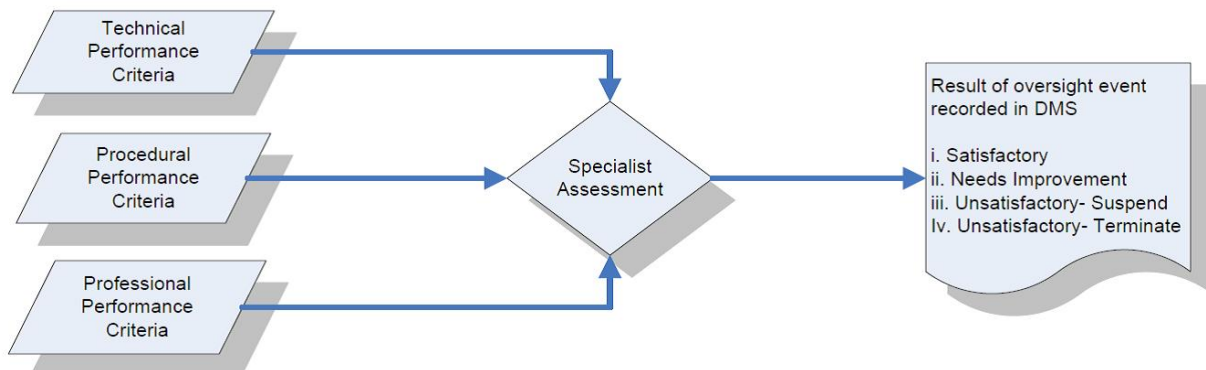 Technical
Performance
Criteria
Procedural
Performance
Criteria
Professional
Performance
Criteria
Specialist
Assessment
Result of oversight event
recorded in DMS
i. Satisfactory
ii. Needs Improvement
iii. Unsatisfactory- Suspend
Iv. Unsatisfactory- Terminate